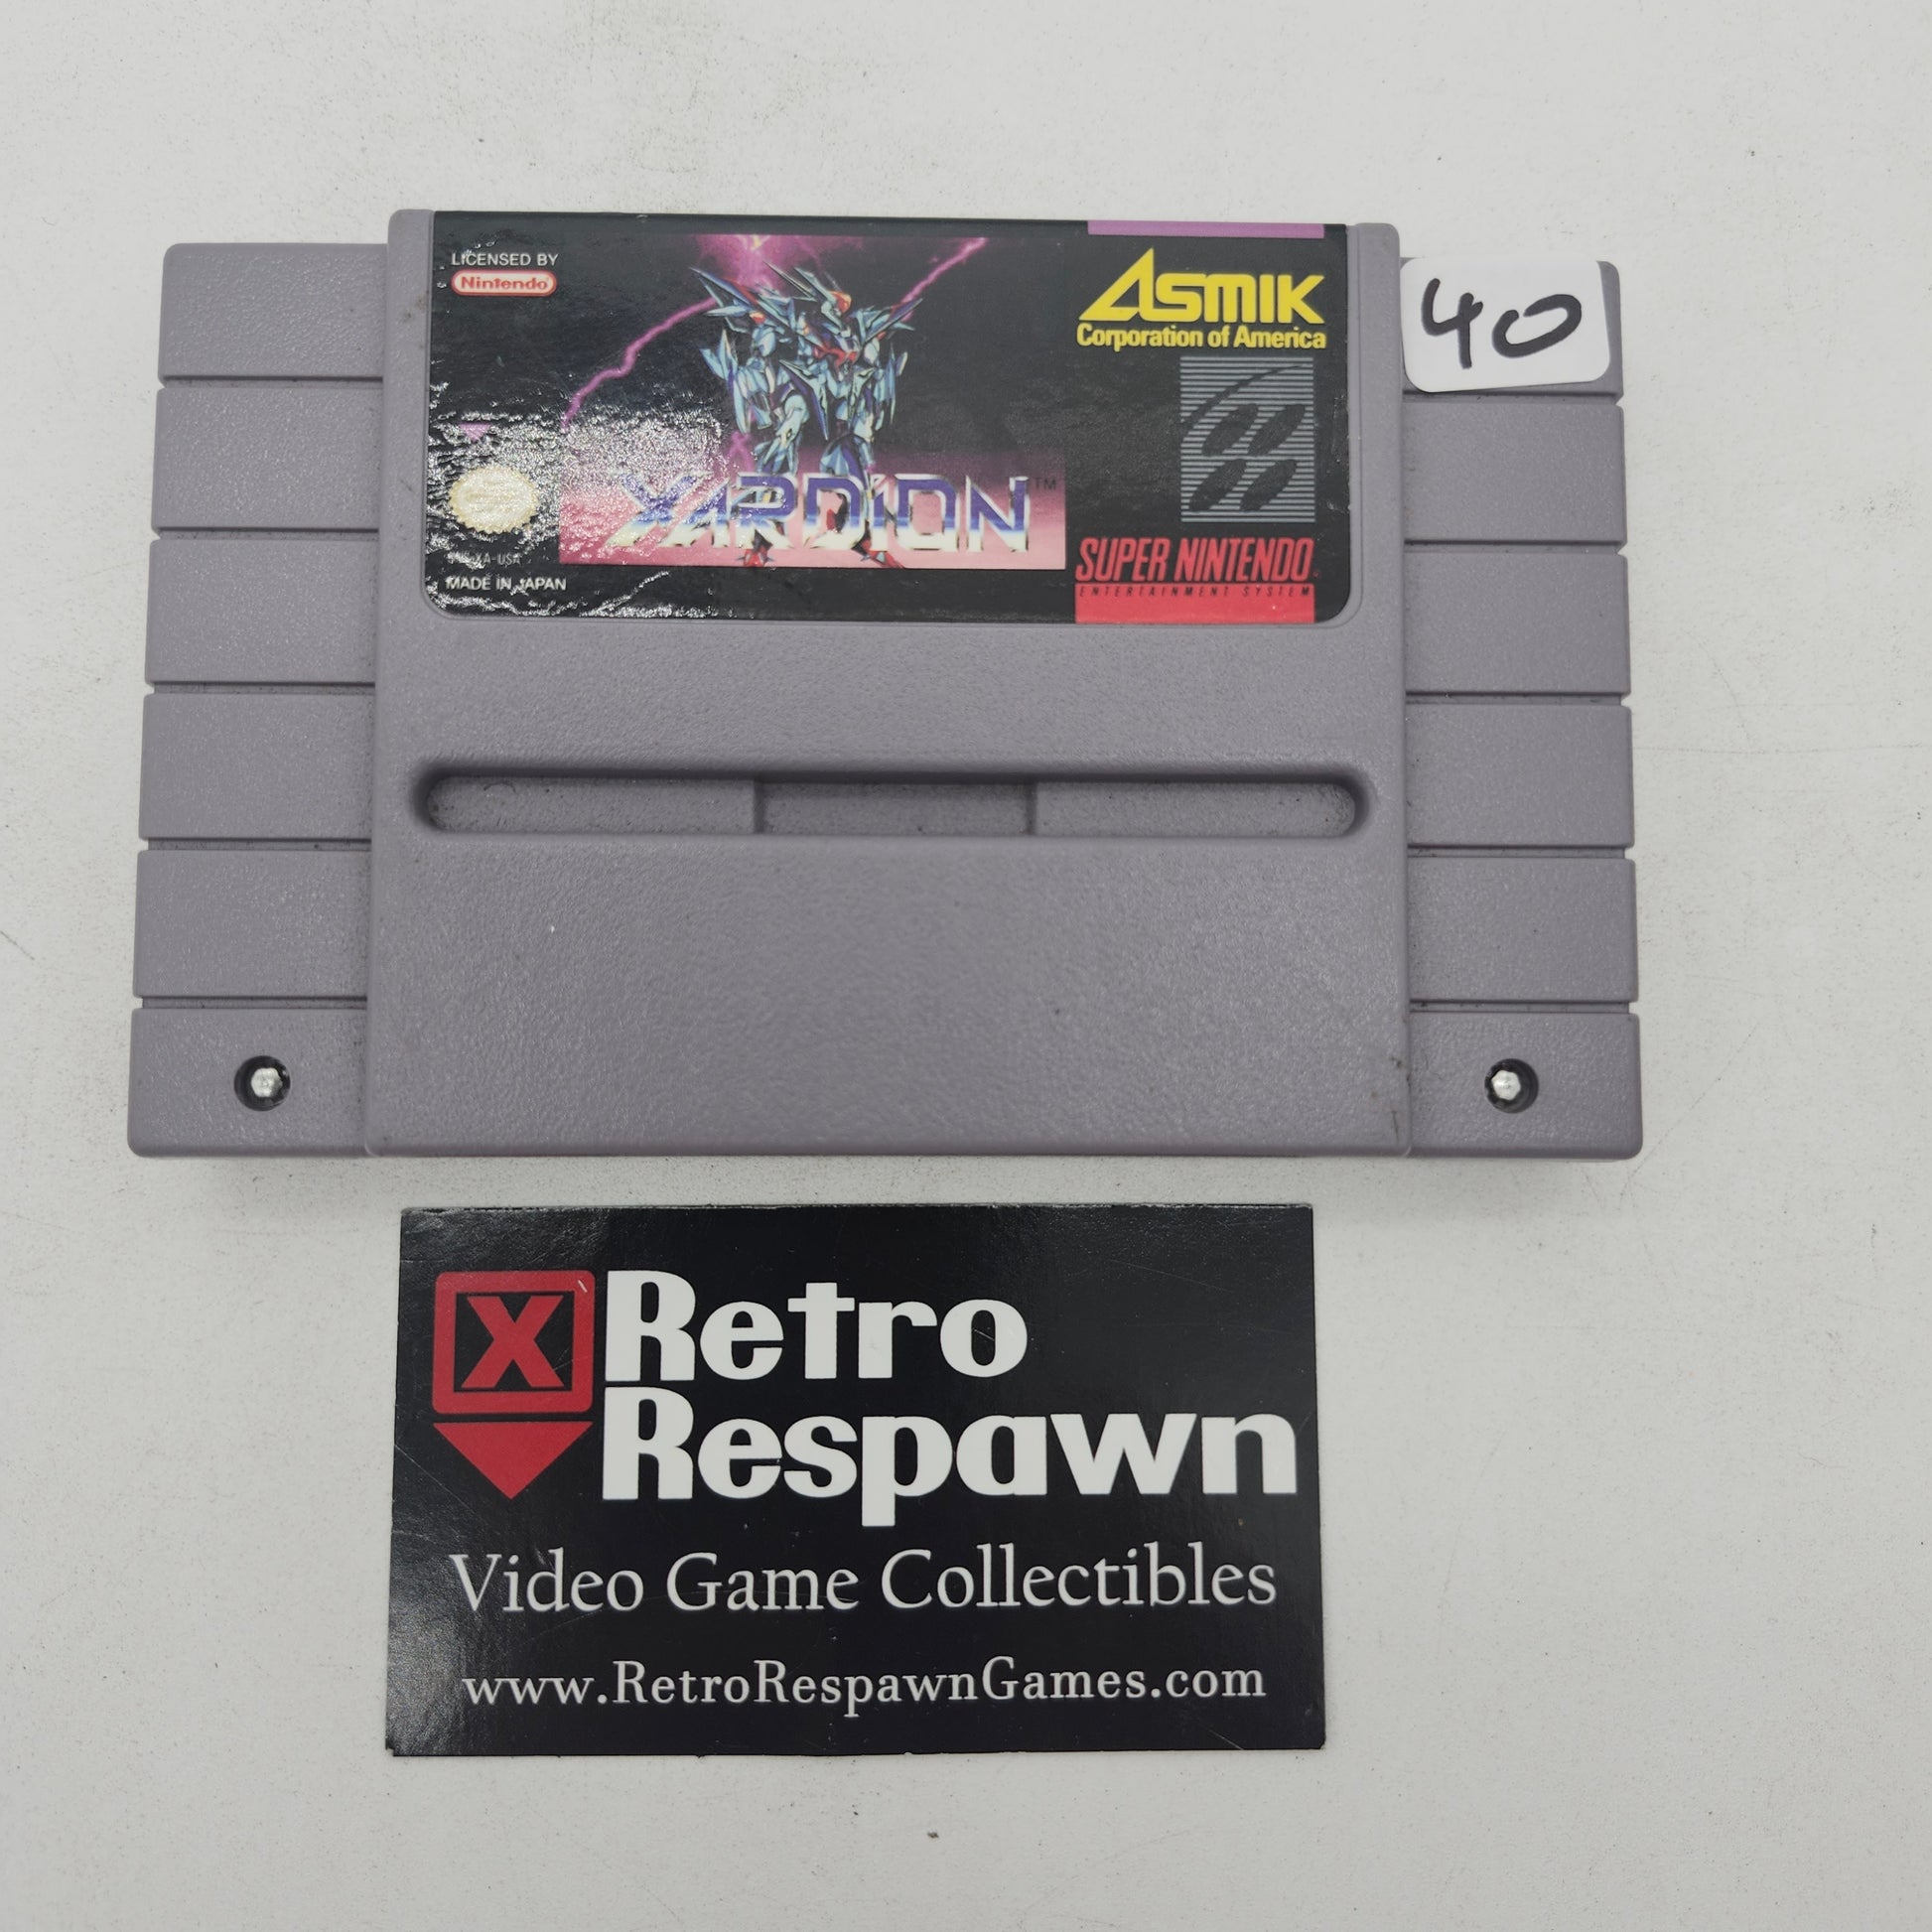 LICENSED BY
Nintendo
ASMIK
Corporation of America
40
XARDION™
SUPER NINTENDO
ENTERTAINMENT SYSTEM
MADE IN JAPAN
X
Retro
Respawn
Video Game Collectibles
www.RetroRespawnGames.com